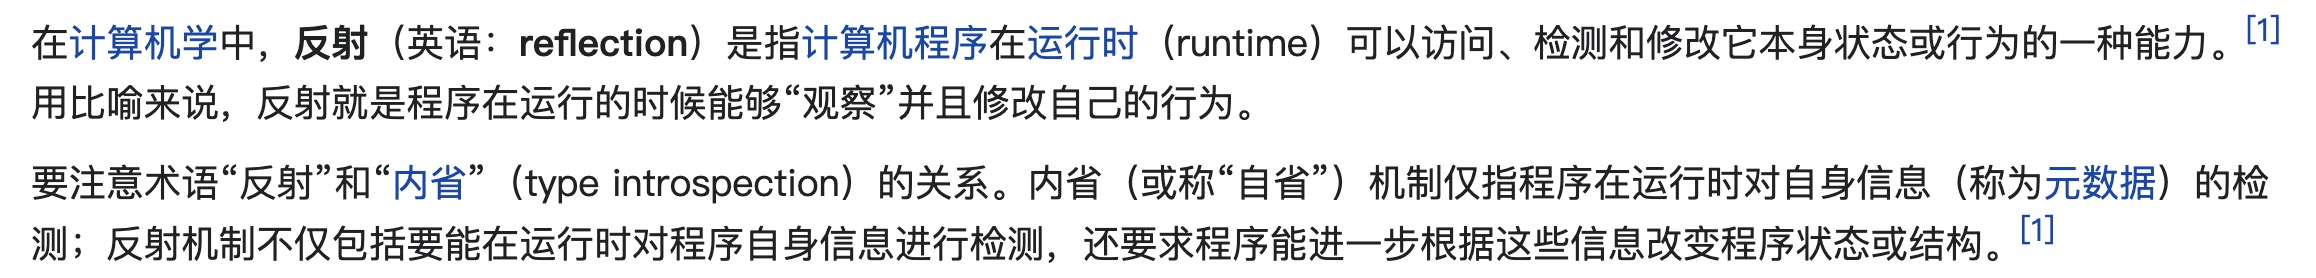 在计算机学中，反射（英语：reflection）是指计算机程序在运行时（runtime）可以访问、检测和修改它本身状态或行为的一种能力。[1]
用比喻来说，反射就是程序在运行的时候能够“观察”并且修改自己的行为。
要注意术语“反射”和“内省”（type introspection）的关系。内省（或称“自省”）机制仅指程序在运行时对自身信息（称为元数据）的检
测；反射机制不仅包括要能在运行时对程序自身信息进行检测，还要求程序能进一步根据这些信息改变程序状态或结构。[1]